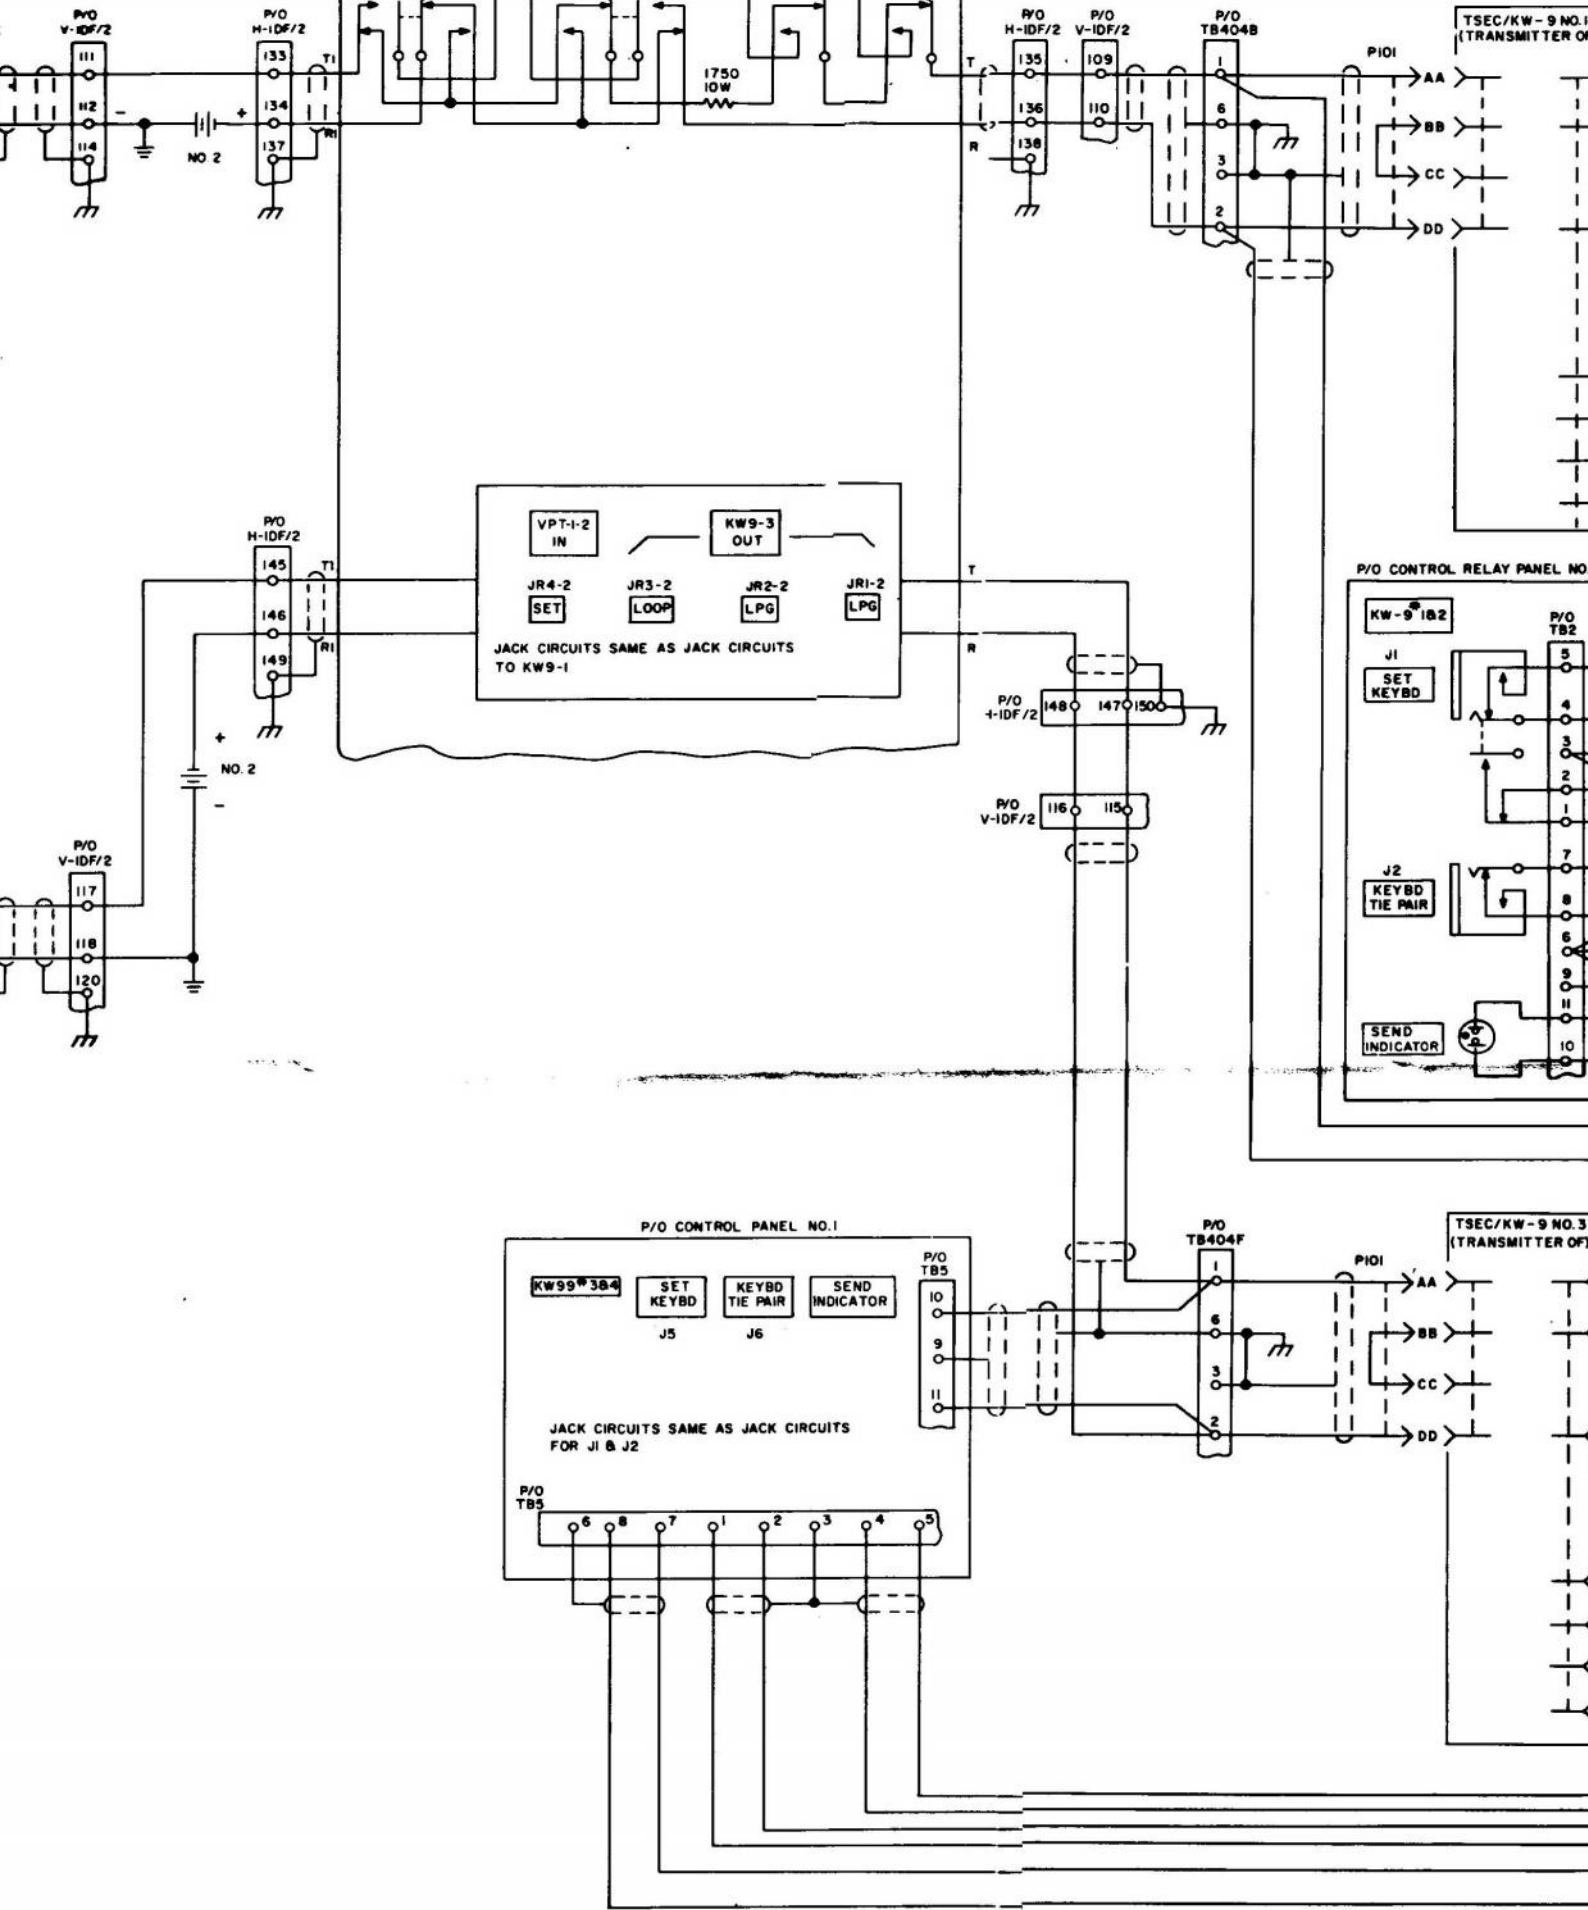 P/O
V-IDF/2
111
112
114
NO. 2
-
+
P/O
H-IDF/2
133
134
137
T1
R1
1750
10W
T
R
P/O
H-IDF/2
135
136
138
P/O
V-IDF/2
109
110
P/O
TB404B
1
6
3
2
P101
AA
BB
CC
DD
TSEC/KW-9 NO.1
(TRANSMITTER OF
P/O
H-IDF/2
145
146
149
T1
R1
VPT-1-2
IN
KW9-3
OUT
JR4-2
SET
JR3-2
LOOP
JR2-2
LPG
JR1-2
LPG
JACK CIRCUITS SAME AS JACK CIRCUITS
TO KW9-1
T
R
P/O
H-IDF/2
148
147
150
P/O
V-IDF/2
116
115
+
NO. 2
-
P/O
V-IDF/2
117
118
120
P/O CONTROL RELAY PANEL NO.
KW-9#1&2
P/O
TB2
J1
SET
KEYBD
J2
KEYBD
TIE PAIR
SEND
INDICATOR
5
4
3
2
1
7
8
6
9
11
10
P/O CONTROL PANEL NO.1
KW99#3&4
SET
KEYBD
J5
KEYBD
TIE PAIR
J6
SEND
INDICATOR
P/O
TB5
10
9
11
JACK CIRCUITS SAME AS JACK CIRCUITS
FOR J1 & J2
P/O
TB5
6 8 7 1 2 3 4 5
P/O
TB404F
1
6
3
2
P101
AA
BB
CC
DD
TSEC/KW-9 NO.3
(TRANSMITTER OF